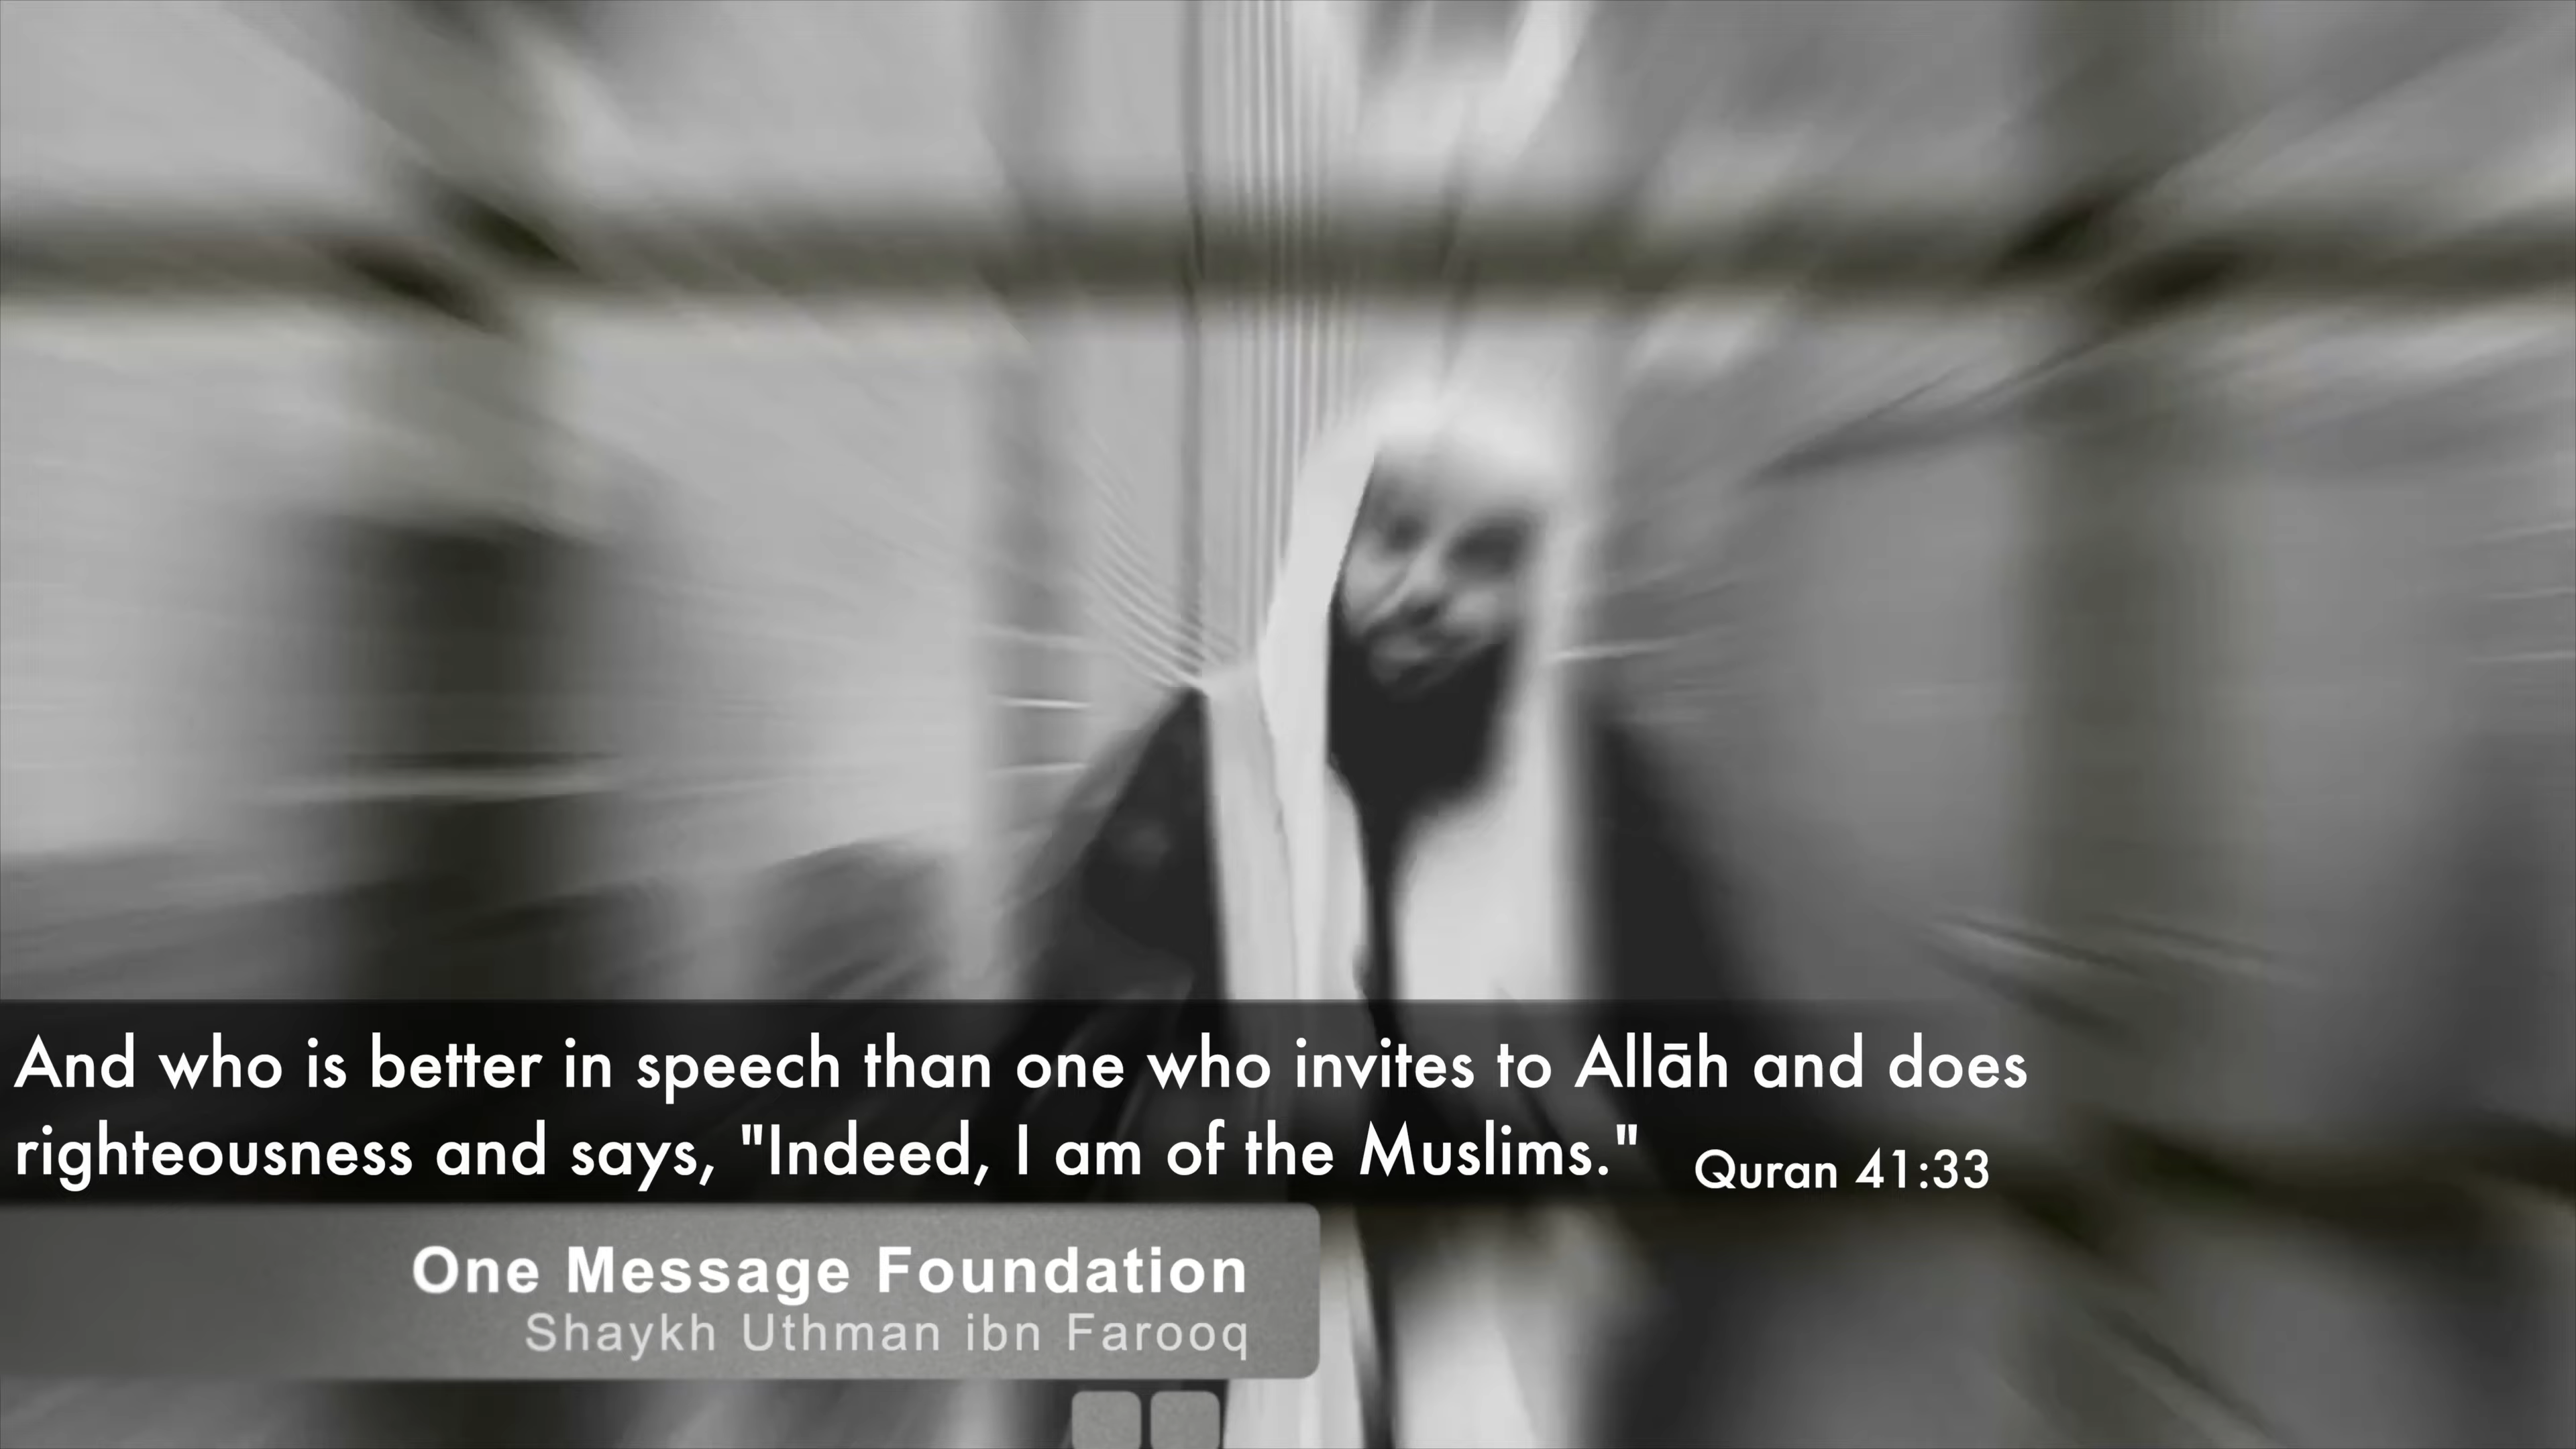 And who is better in speech than one who invites to Allāh and does
righteousness and says, "Indeed, I am of the Muslims." Quran 41:33
One Message Foundation
Shaykh Uthman ibn Farooq